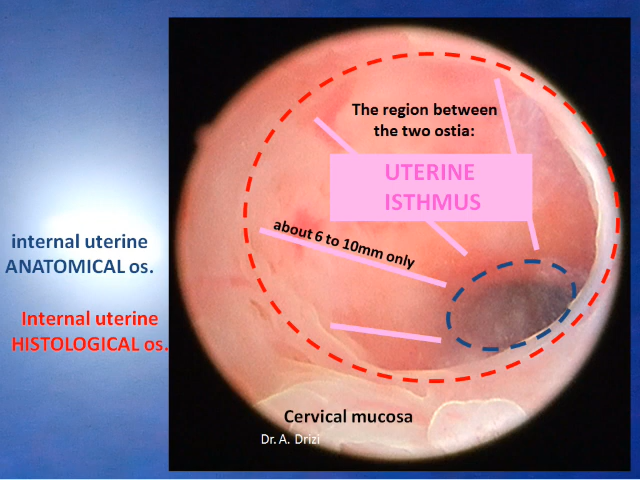 The region between
the two ostia:
UTERINE
ISTHMUS
about 6 to 10mm only
internal uterine
ANATOMICAL os.
Internal uterine
HISTOLOGICAL os.
Cervical mucosa
Dr. A. Drizi